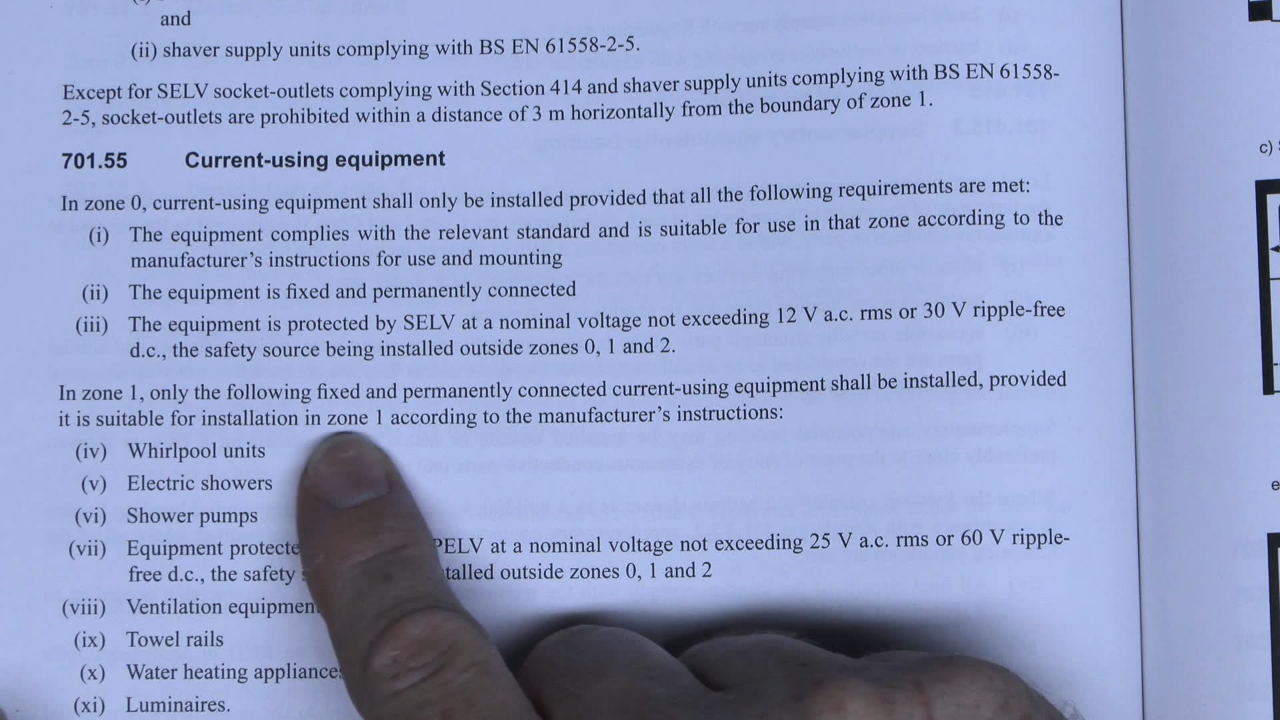 and
(ii) shaver supply units complying with BS EN 61558-2-5.
Except for SELV socket-outlets complying with Section 414 and shaver supply units complying with BS EN 61558-
2-5, socket-outlets are prohibited within a distance of 3 m horizontally from the boundary of zone 1.
701.55 Current-using equipment
In zone 0, current-using equipment shall only be installed provided that all the following requirements are met:
(i) The equipment complies with the relevant standard and is suitable for use in that zone according to the
manufacturer's instructions for use and mounting
(ii) The equipment is fixed and permanently connected
(iii) The equipment is protected by SELV at a nominal voltage not exceeding 12 V a.c. rms or 30 V ripple-free
d.c., the safety source being installed outside zones 0, 1 and 2.
In zone 1, only the following fixed and permanently connected current-using equipment shall be installed, provided
it is suitable for installation in zone 1 according to the manufacturer's instructions:
(iv) Whirlpool units
(v) Electric showers
(vi) Shower pumps
(vii) Equipment PELV at a nominal voltage not exceeding 25 V a.c. rms or 60 V ripple-
free d.c., the safety outside zones 0, 1 and 2
(viii) Ventilation equipment
(ix) Towel rails
(x) Water heating appliances
(xi) Luminaires.
c)
e